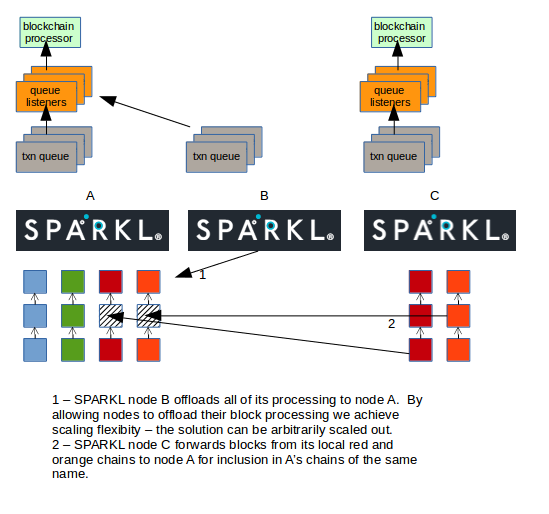 blockchain
processor
blockchain
processor
queue
listeners
queue
listeners
txn queue
txn queue
txn queue
A
B
C
SPARKL®
SPARKL®
SPARKL®
1
2
1 – SPARKL node B offloads all of its processing to node A.  By
allowing nodes to offload their block processing we achieve
scaling flexibity – the solution can be arbitrarily scaled out.
2 – SPARKL node C forwards blocks from its local red and
orange chains to node A for inclusion in A's chains of the same
name.